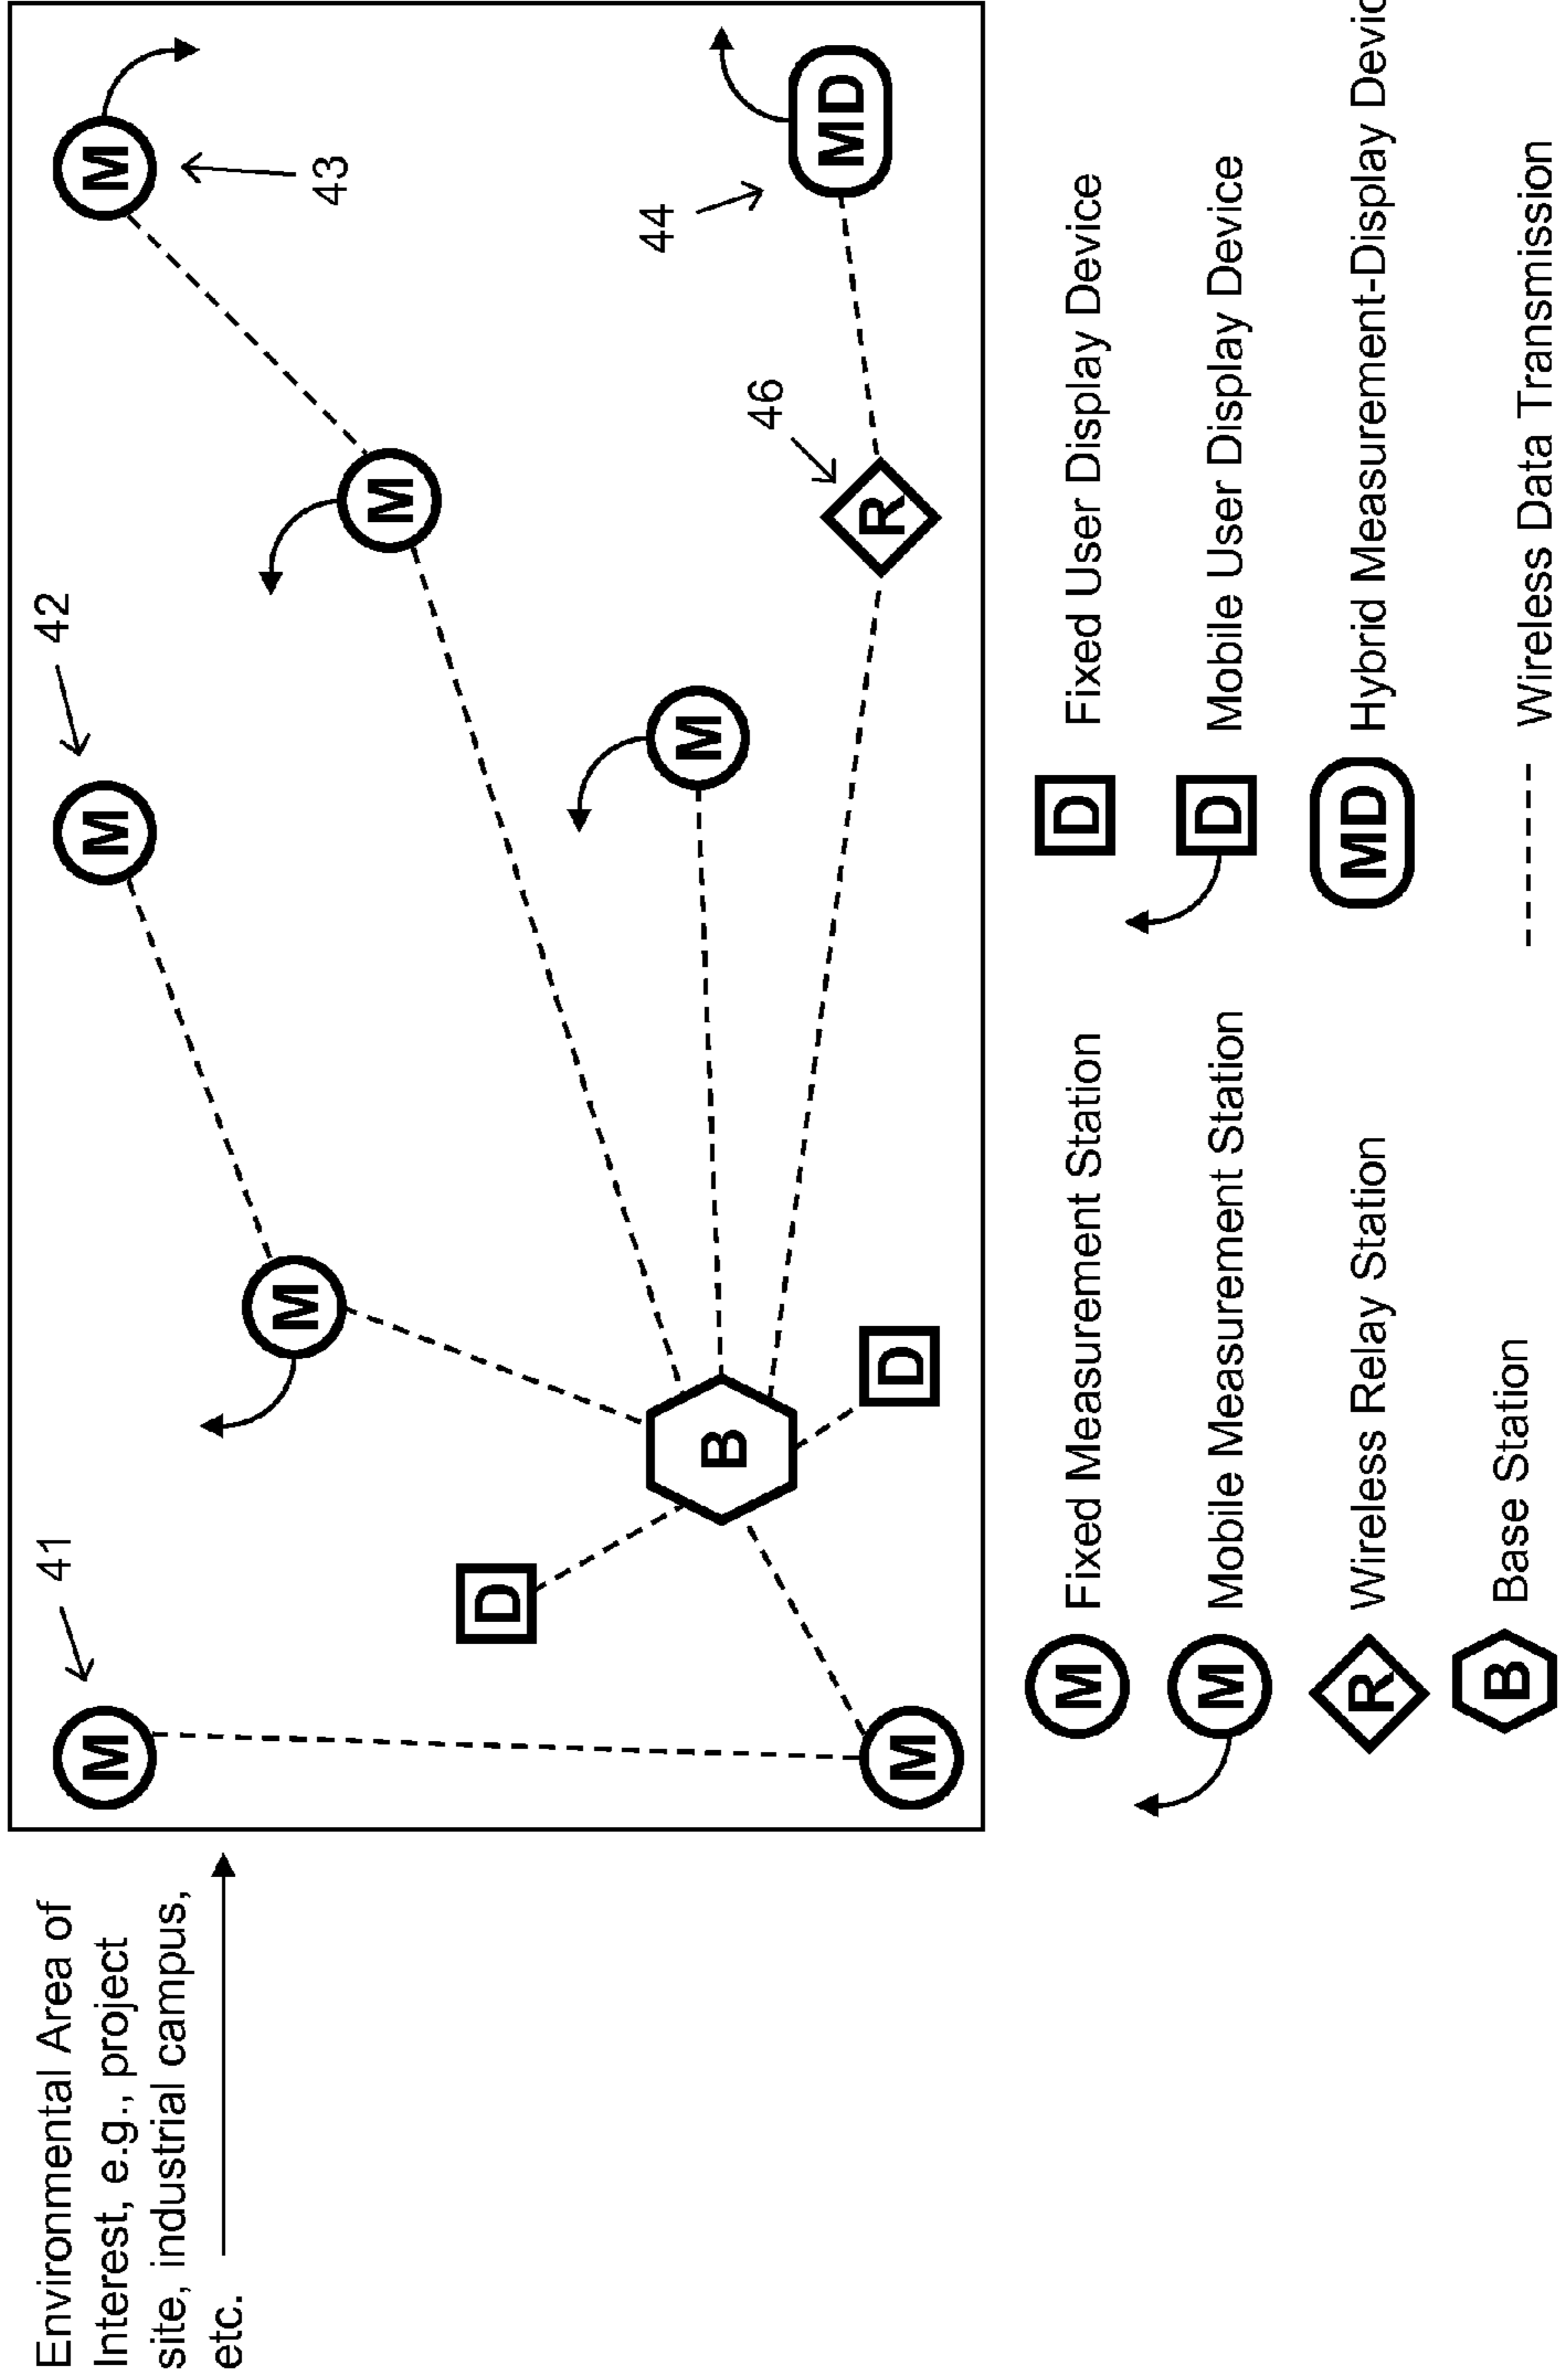 Environmental Area of
Interest, e.g., project
site, industrial campus,
etc.
41
42
M
M
M
43
M
M
D
44
M
B
46
MD
R
D
M
M Fixed Measurement Station
D Fixed User Display Device
M Mobile Measurement Station
D Mobile User Display Device
R Wireless Relay Station
MD Hybrid Measurement-Display Devic
B Base Station
Wireless Data Transmission